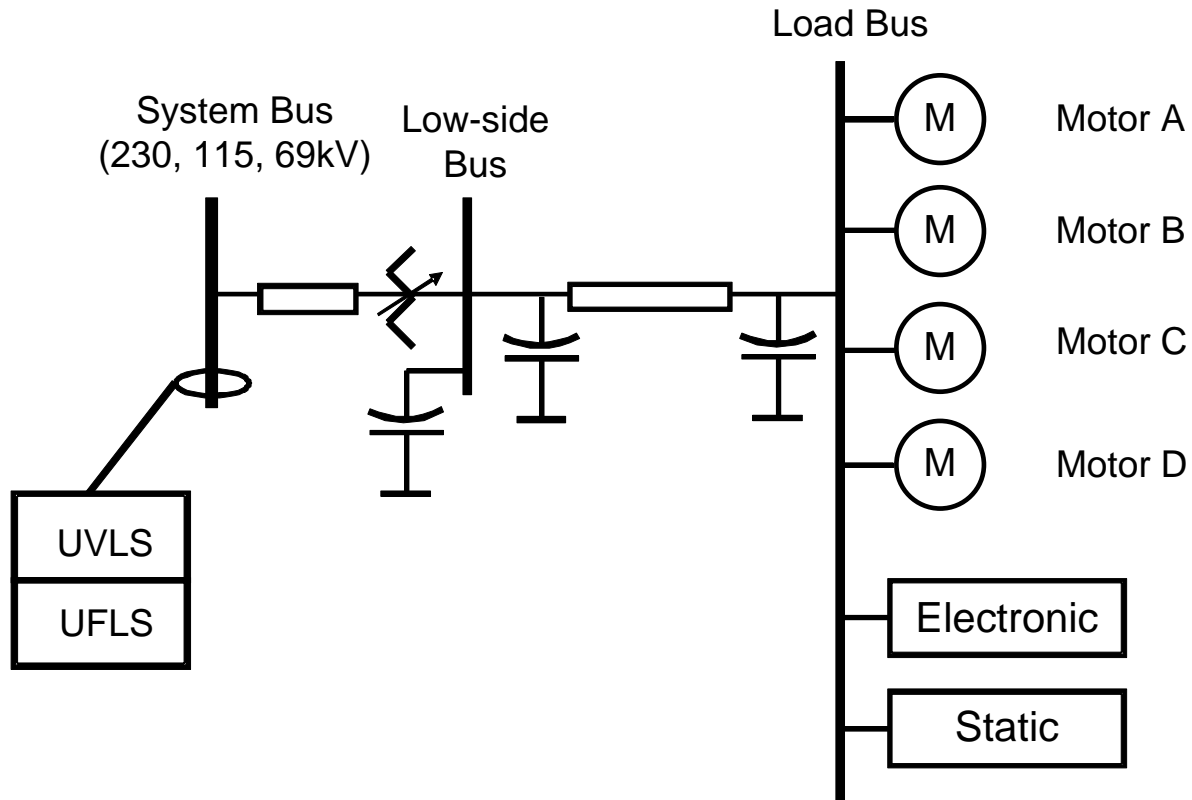 Load Bus
System Bus
(230, 115, 69kV)
Low-side
Bus
M
Motor A
M
Motor B
M
Motor C
M
Motor D
UVLS
UFLS
Electronic
Static